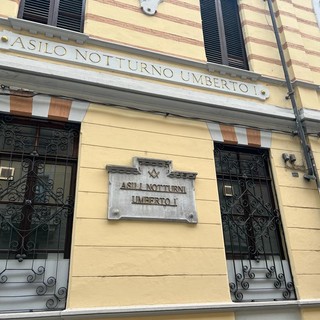 ASILO NOTTURNO UMBERTO I
ASILI NOTTURNI
UMBERTO I